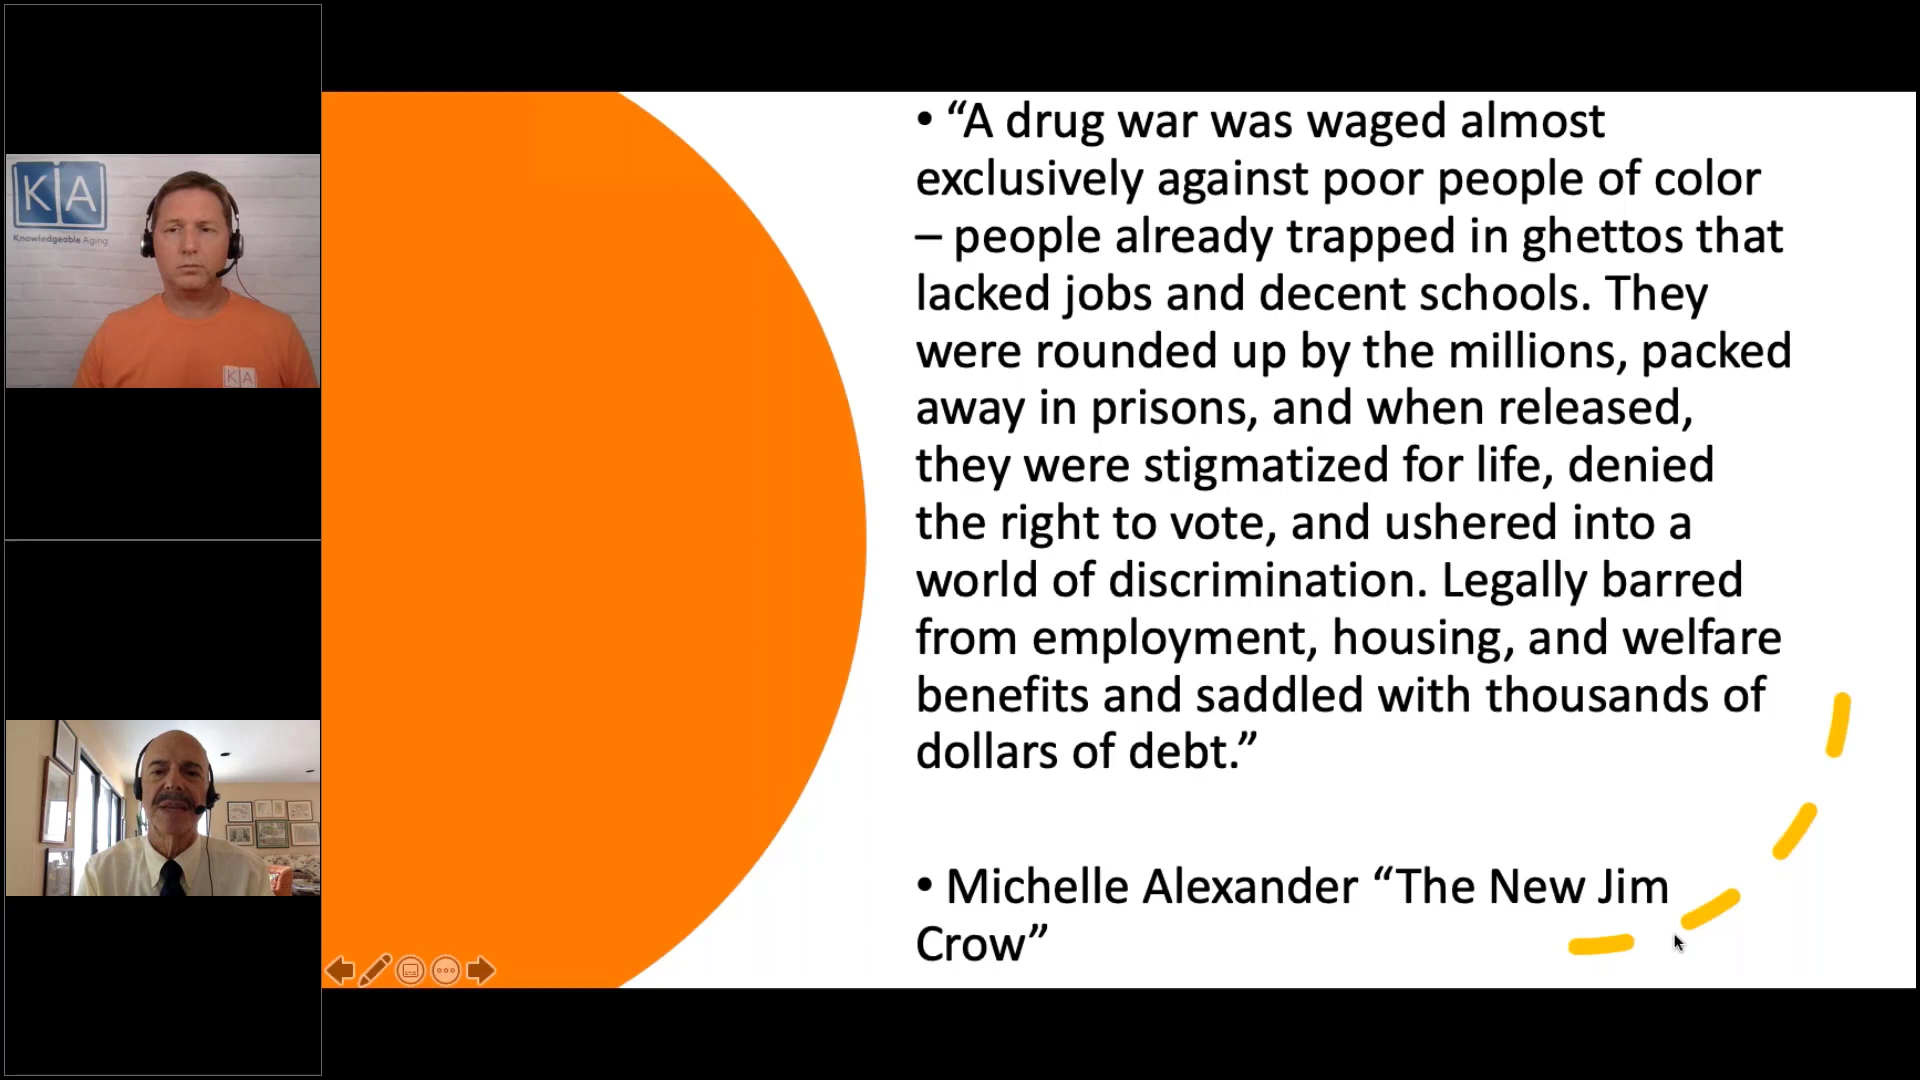 K A
Knowledgeable Aging
K A
• “A drug war was waged almost
exclusively against poor people of color
– people already trapped in ghettos that
lacked jobs and decent schools. They
were rounded up by the millions, packed
away in prisons, and when released,
they were stigmatized for life, denied
the right to vote, and ushered into a
world of discrimination. Legally barred
from employment, housing, and welfare
benefits and saddled with thousands of
dollars of debt.”
• Michelle Alexander “The New Jim
Crow”